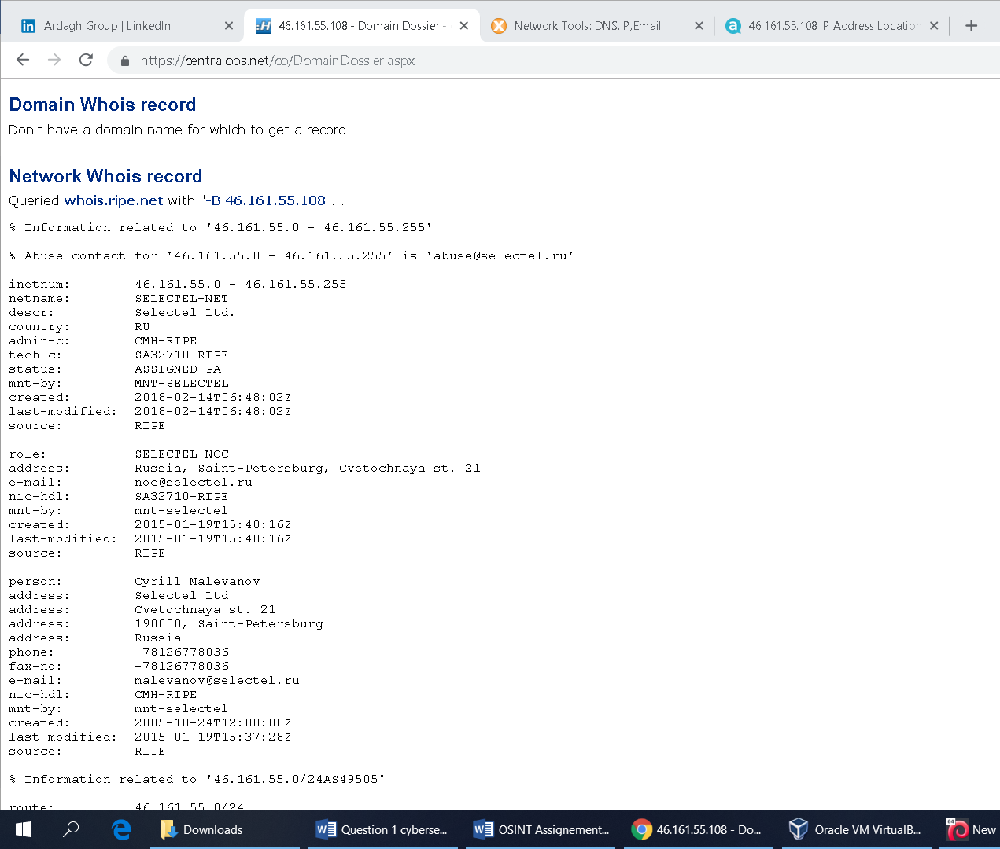 Ardagh Group | LinkedIn
46.161.55.108 - Domain Dossier -
Network Tools: DNS,IP,Email
46.161.55.108 IP Address Location
https://centralops.net/co/DomainDossier.aspx
Domain Whois record
Don't have a domain name for which to get a record
Network Whois record
Queried whois.ripe.net with "-B 46.161.55.108"...
% Information related to '46.161.55.0 - 46.161.55.255'
% Abuse contact for '46.161.55.0 - 46.161.55.255' is 'abuse@selectel.ru'
inetnum: 46.161.55.0 - 46.161.55.255
netname: SELECTEL-NET
descr: Selectel Ltd.
country: RU
admin-c: CMH-RIPE
tech-c: SA32710-RIPE
status: ASSIGNED PA
mnt-by: MNT-SELECTEL
created: 2018-02-14T06:48:02Z
last-modified: 2018-02-14T06:48:02Z
source: RIPE
role: SELECTEL-NOC
address: Russia, Saint-Petersburg, Cvetochnaya st. 21
e-mail: noc@selectel.ru
nic-hdl: SA32710-RIPE
mnt-by: mnt-selectel
created: 2015-01-19T15:40:16Z
last-modified: 2015-01-19T15:40:16Z
source: RIPE
person: Cyrill Malevanov
address: Selectel Ltd
address: Cvetochnaya st. 21
address: 190000, Saint-Petersburg
address: Russia
phone: +78126778036
fax-no: +78126778036
e-mail: malevanov@selectel.ru
nic-hdl: CMH-RIPE
mnt-by: mnt-selectel
created: 2005-10-24T12:00:08Z
last-modified: 2015-01-19T15:37:28Z
source: RIPE
% Information related to '46.161.55.0/24AS49505'
route: 46.161.55.0/24
Downloads
Question 1 cyberse...
OSINT Assignement...
46.161.55.108 - Do...
Oracle VM VirtualB...
64
New